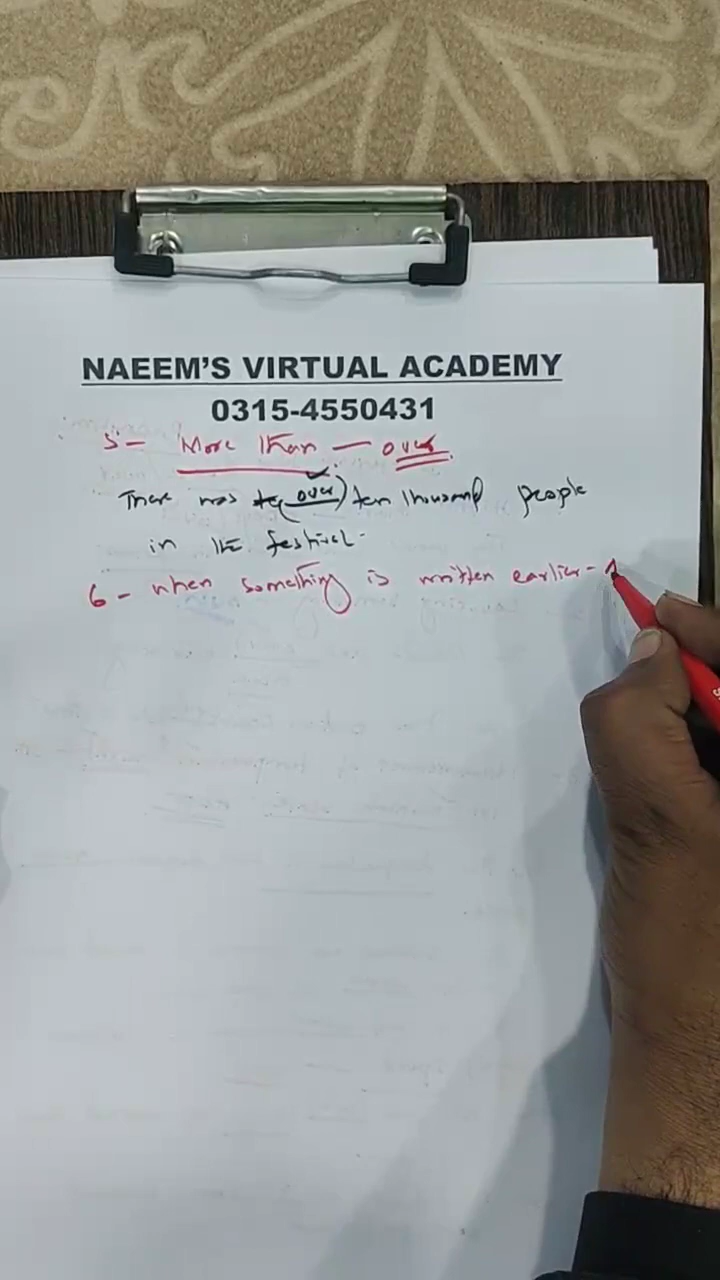 NAEEM'S VIRTUAL ACADEMY
0315-4550431
5- More than - over
There was (over) ten thousand people
in the festival.
6- when something is written earlier-